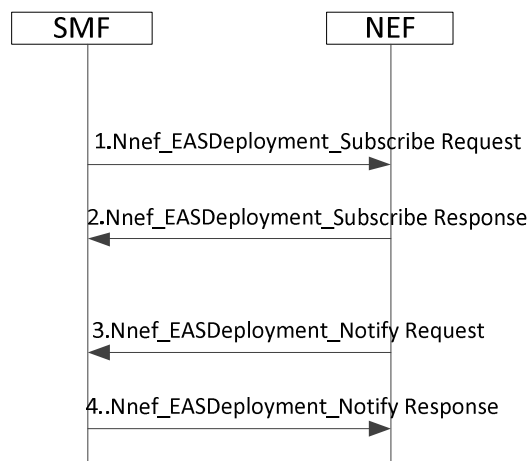 SMF
NEF
1.Nnef_EASDeployment_Subscribe Request
2.Nnef_EASDeployment_Subscribe Response
3.Nnef_EASDeployment_Notify Request
4..Nnef_EASDeployment_Notify Response